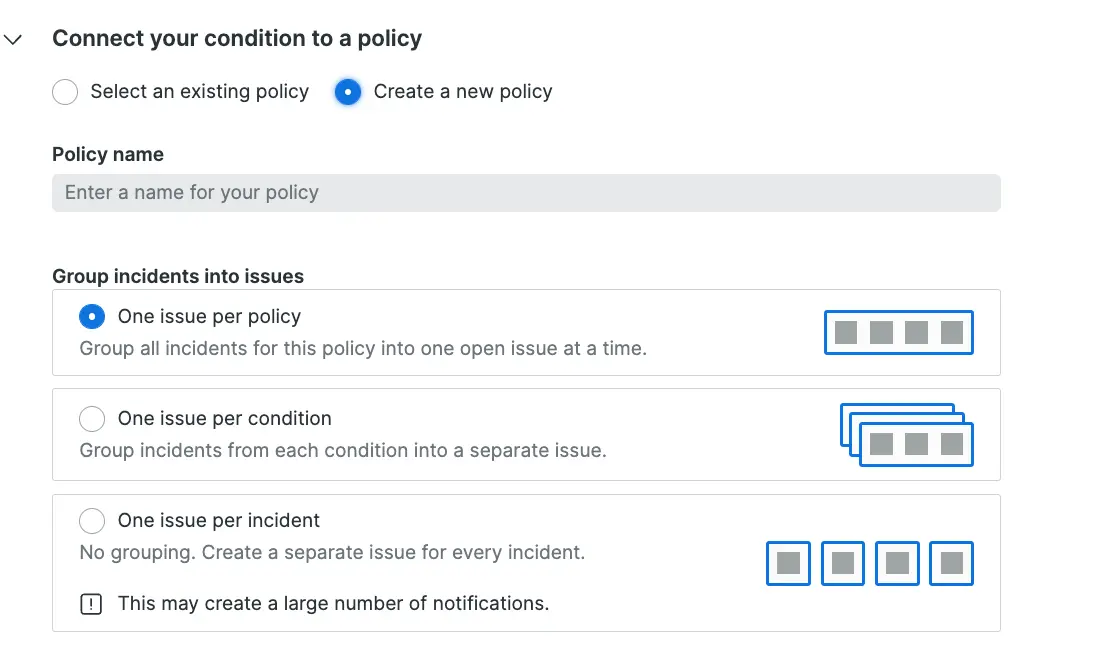 Connect your condition to a policy
Select an existing policy Create a new policy
Policy name
Enter a name for your policy
Group incidents into issues
One issue per policy
Group all incidents for this policy into one open issue at a time.
One issue per condition
Group incidents from each condition into a separate issue.
One issue per incident
No grouping. Create a separate issue for every incident.
This may create a large number of notifications.